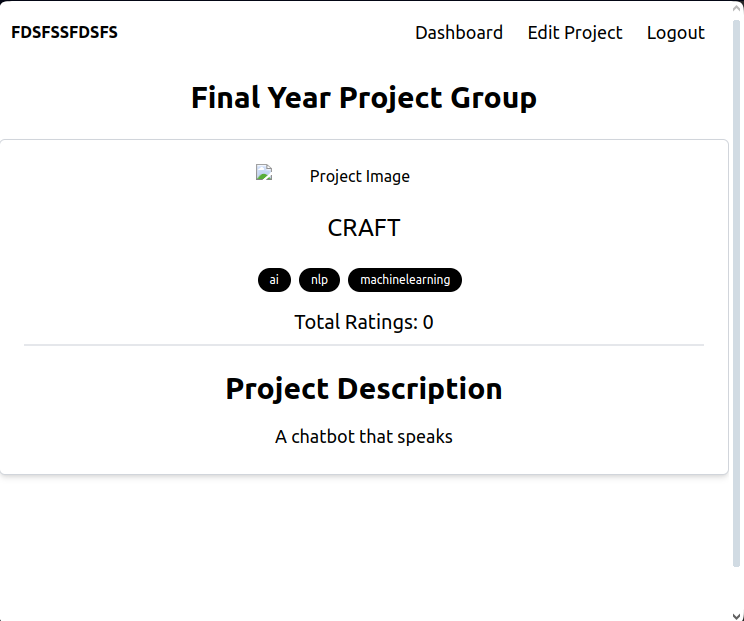 FDSFSSFDSFS Dashboard Edit Project Logout
Final Year Project Group
Project Image
CRAFT
ai nlp machinelearning
Total Ratings: 0
Project Description
A chatbot that speaks